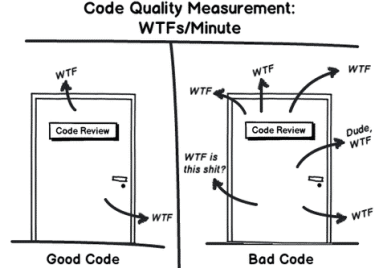 Code Quality Measurement:
WTFs/Minute
WTF
Code Review
WTF
Good Code
WTF
WTF
WTF
Code Review
Dude,
WTF
WTF is
this shit?
WTF
Bad Code